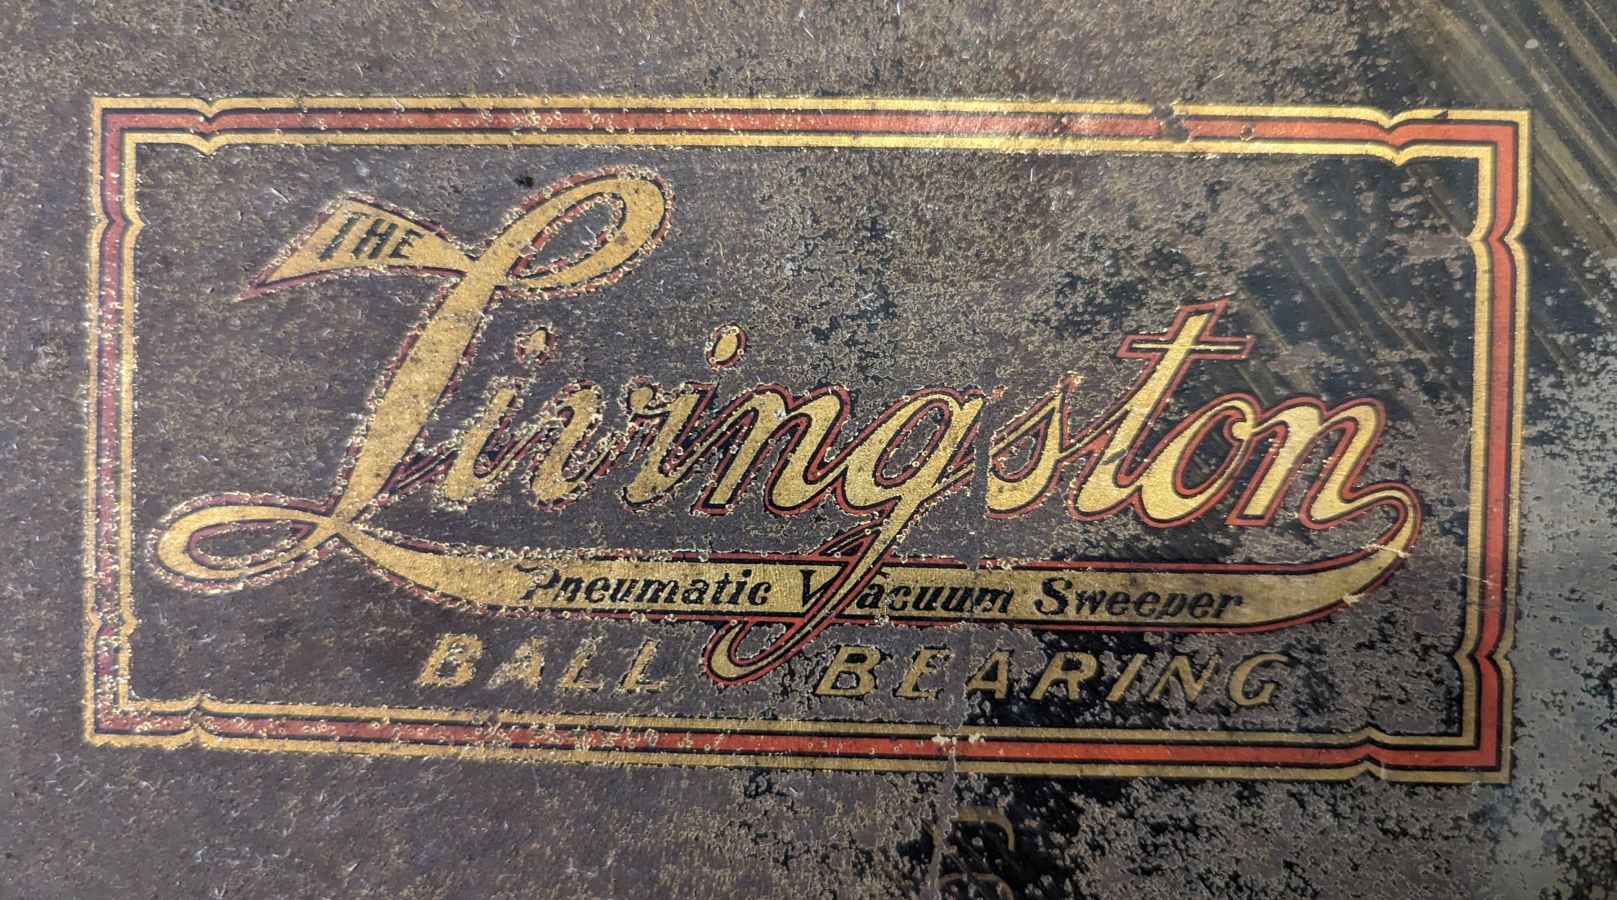 THE
Livingston
Pneumatic Vacuum Sweeper
BALL BEARING